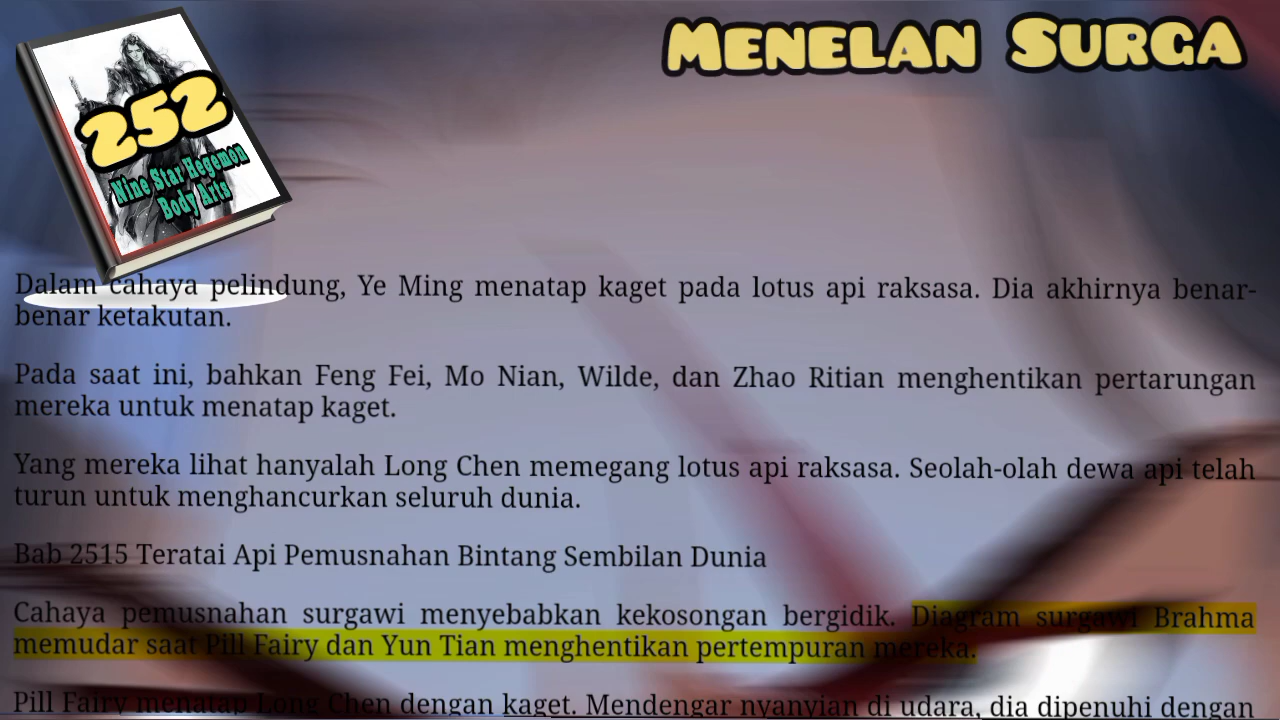 MENELAN SURGA
252
Nine Star Hegemon
Body Arts
Dalam cahaya pelindung, Ye Ming menatap kaget pada lotus api raksasa. Dia akhirnya benar-
benar ketakutan.
Pada saat ini, bahkan Feng Fei, Mo Nian, Wilde, dan Zhao Ritian menghentikan pertarungan
mereka untuk menatap kaget.
Yang mereka lihat hanyalah Long Chen memegang lotus api raksasa. Seolah-olah dewa api telah
turun untuk menghancurkan seluruh dunia.
Bab 2515 Teratai Api Pemusnahan Bintang Sembilan Dunia
Cahaya pemusnahan surgawi menyebabkan kekosongan bergidik. Diagram surgawi Brahma
memudar saat Pill Fairy dan Yun Tian menghentikan pertempuran mereka.
Pill Fairy menatap Long Chen dengan kaget. Mendengar nyanyian di udara, dia dipenuhi dengan